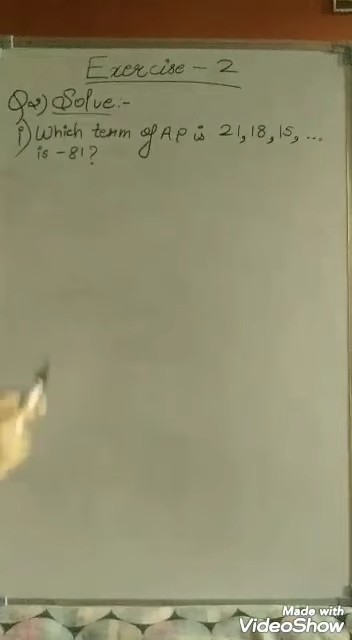 Exercise - 2
Q2) Solve:-
i) Which term of AP is 21, 18, 15, ...
is -81?
Made with
VideoShow